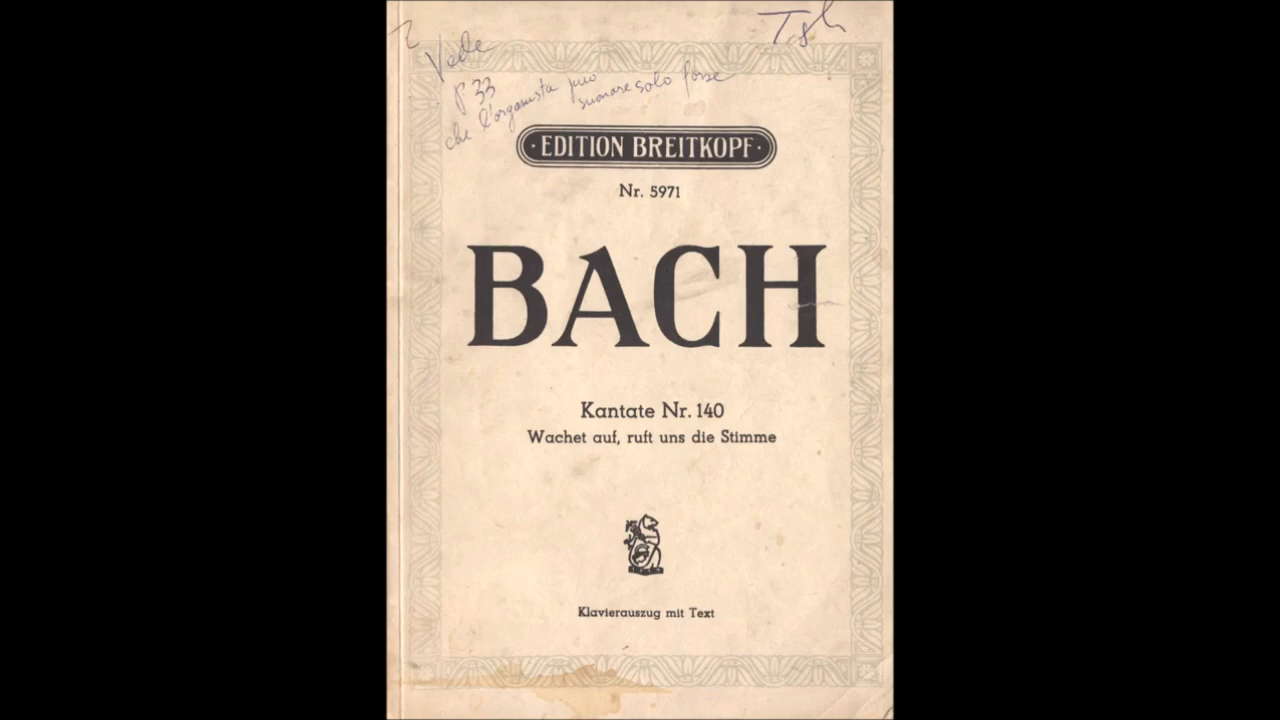 Vede
p. 33
che l'organista può
suonare solo forse
EDITION BREITKOPF
Nr. 5971
BACH
Kantate Nr. 140
Wachet auf, ruft uns die Stimme
Klavierauszug mit Text